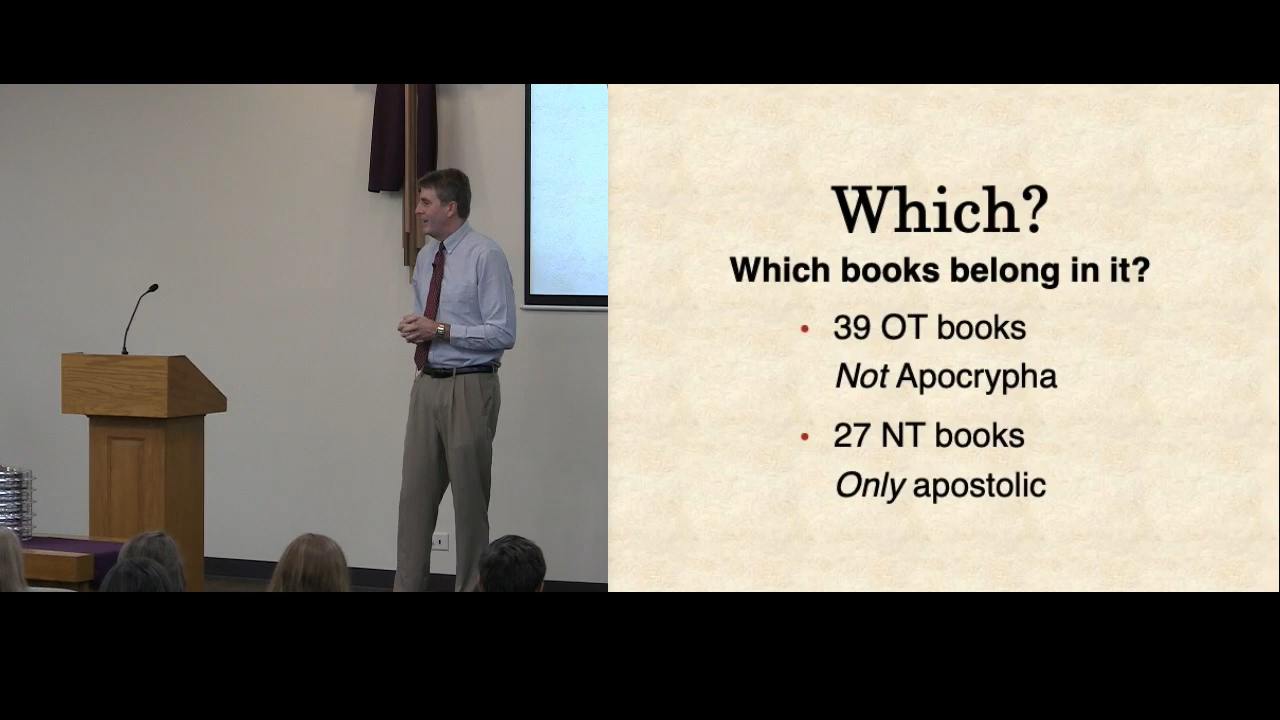 Which?
Which books belong in it?
• 39 OT books
Not Apocrypha
• 27 NT books
Only apostolic